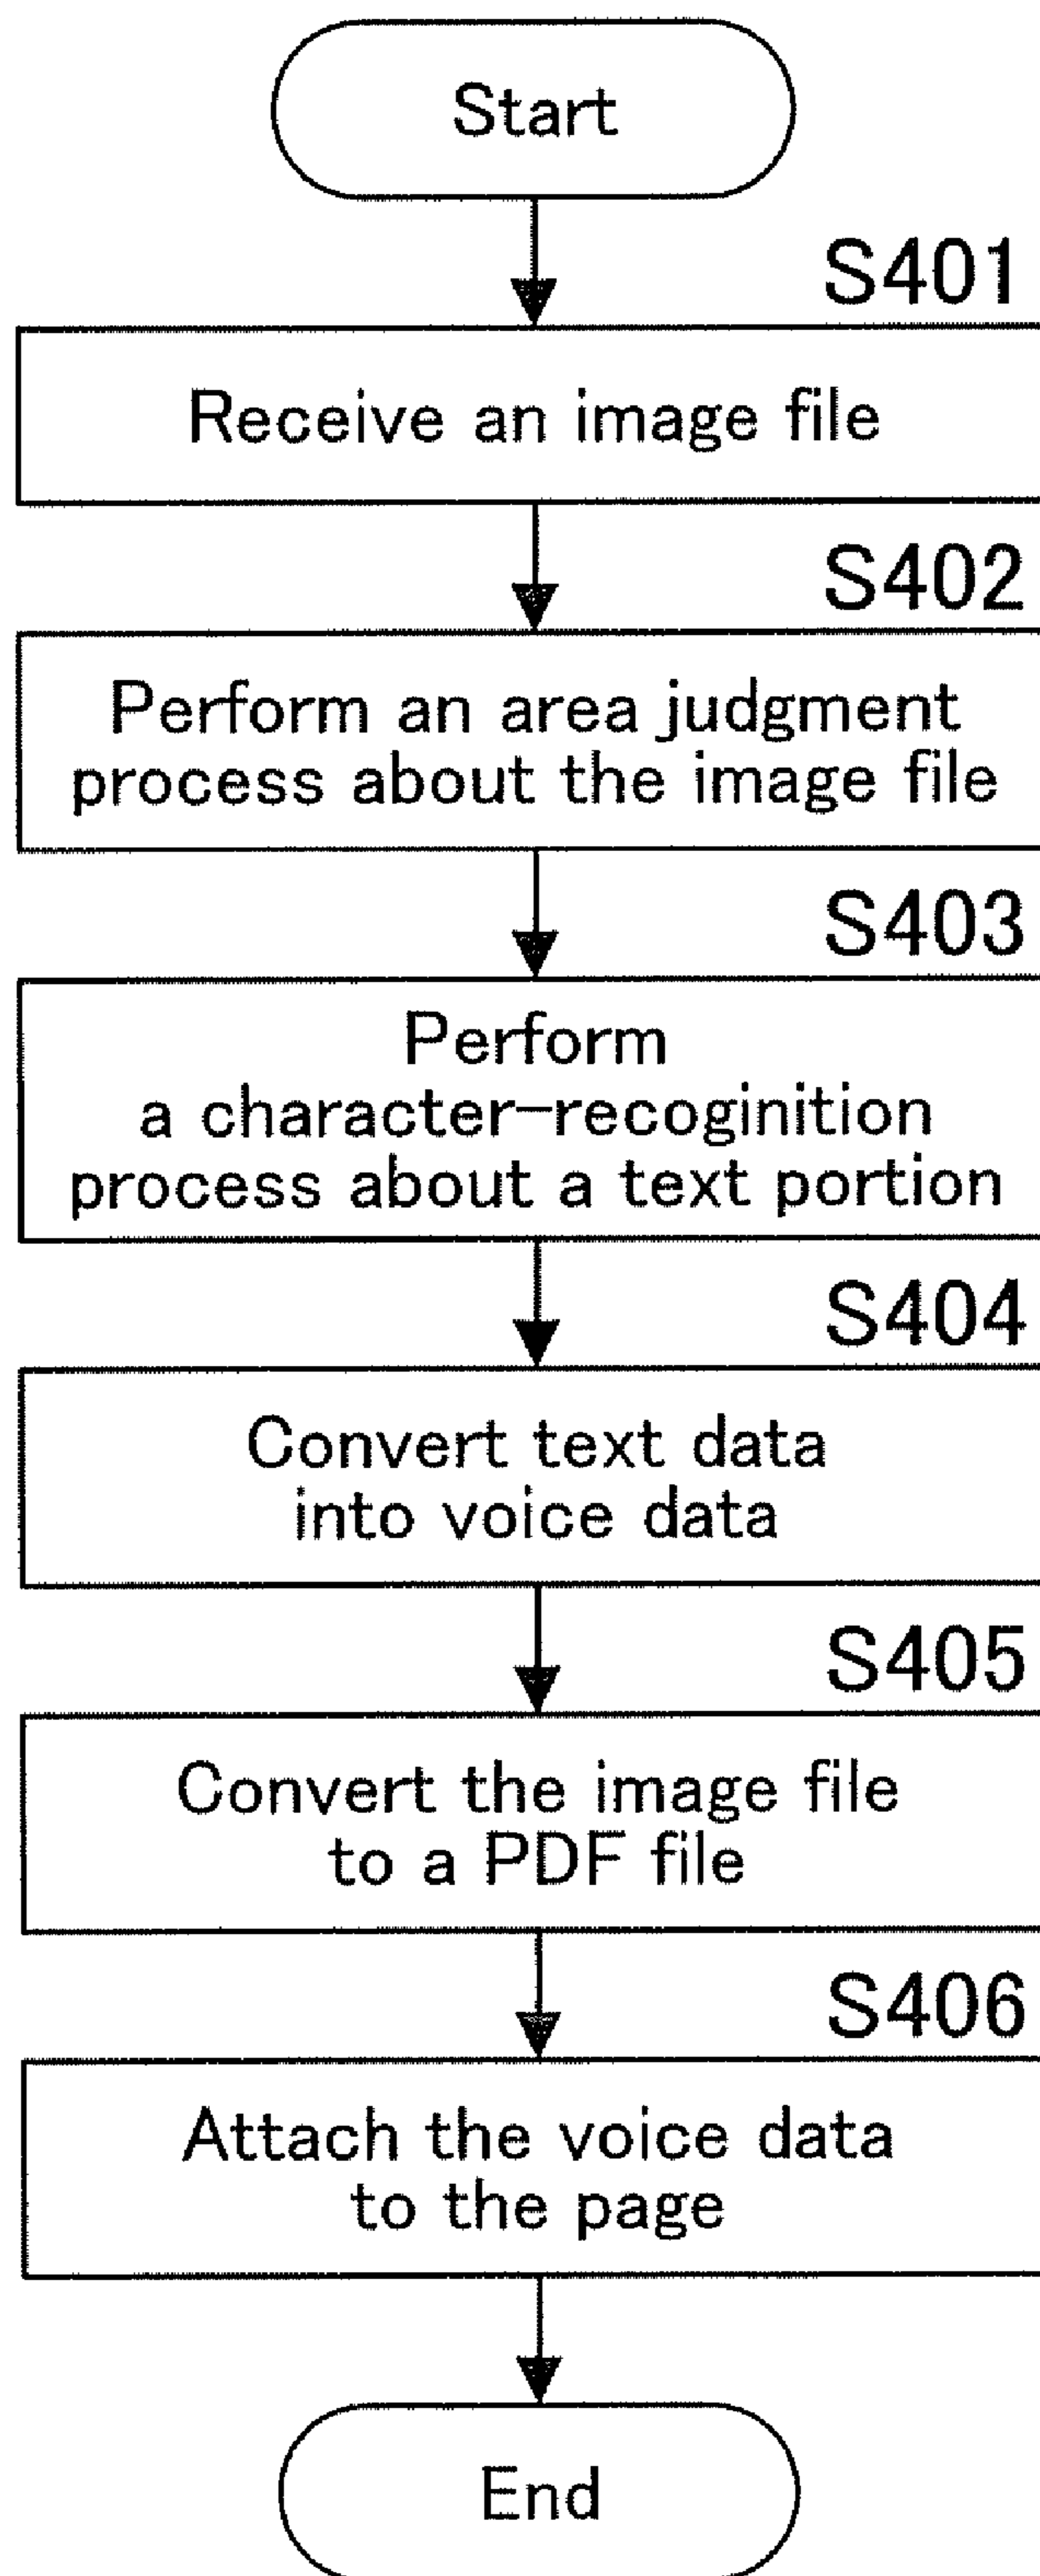 Start
S401
Receive an image file
S402
Perform an area judgment
process about the image file
S403
Perform
a character-recoginition
process about a text portion
S404
Convert text data
into voice data
S405
Convert the image file
to a PDF file
S406
Attach the voice data
to the page
End